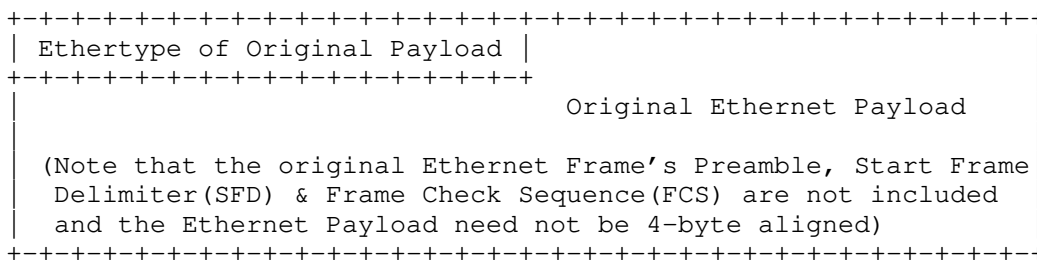 +-+-+-+-+-+-+-+-+-+-+-+-+-+-+-+-+-+-+-+-+-+-+-+-+-+-+-+-+-+-+-+--
| Ethertype of Original Payload |
+-+-+-+-+-+-+-+-+-+-+-+-+-+-+-+-+
| Original Ethernet Payload
|
| (Note that the original Ethernet Frame’s Preamble, Start Frame
| Delimiter(SFD) & Frame Check Sequence(FCS) are not included
| and the Ethernet Payload need not be 4-byte aligned)
+-+-+-+-+-+-+-+-+-+-+-+-+-+-+-+-+-+-+-+-+-+-+-+-+-+-+-+-+-+-+-+--